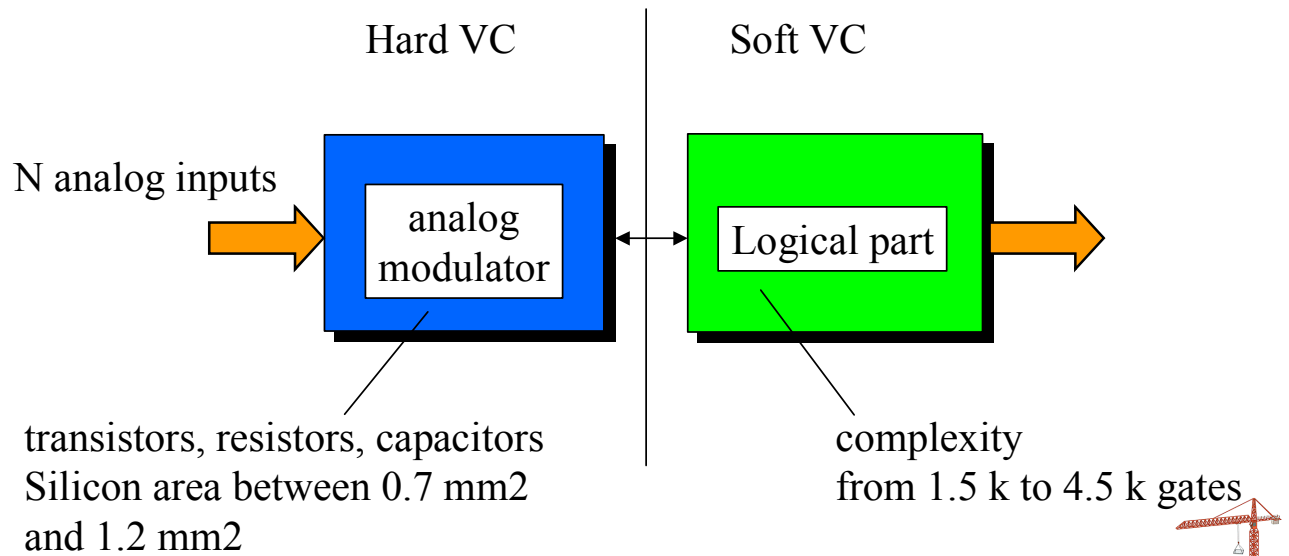 Hard VC
Soft VC
N analog inputs
analog
modulator
Logical part
transistors, resistors, capacitors
Silicon area between 0.7 mm2
and 1.2 mm2
complexity
from 1.5 k to 4.5 k gates